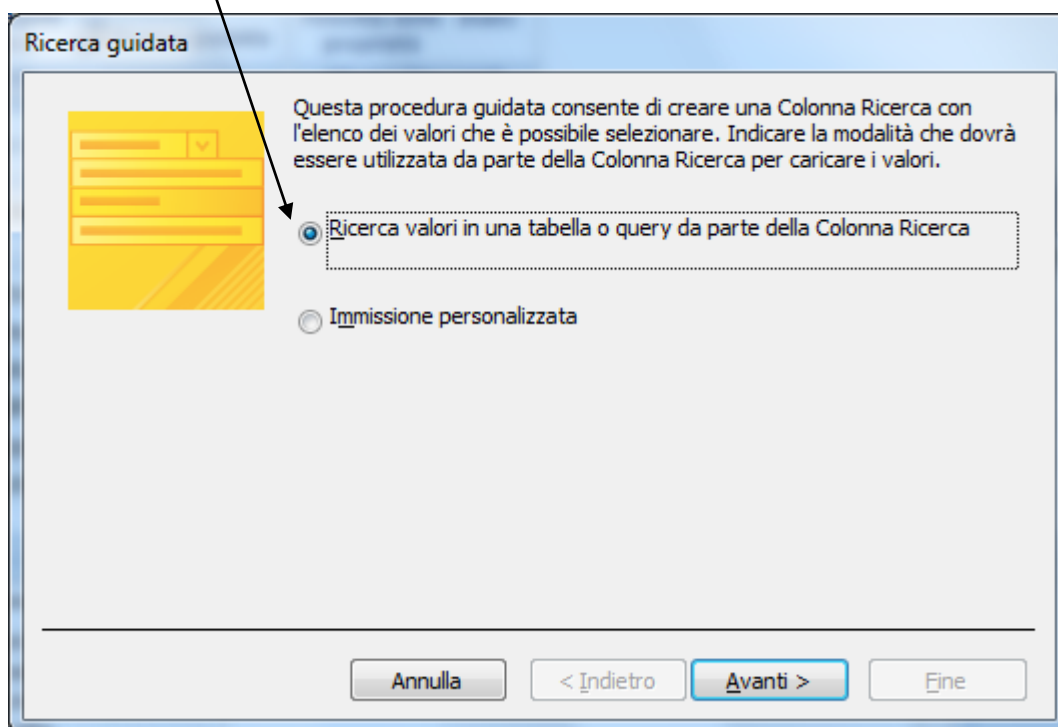 Ricerca guidata
Questa procedura guidata consente di creare una Colonna Ricerca con
l'elenco dei valori che è possibile selezionare. Indicare la modalità che dovrà
essere utilizzata da parte della Colonna Ricerca per caricare i valori.
Ricerca valori in una tabella o query da parte della Colonna Ricerca
Immissione personalizzata
Annulla < Indietro Avanti > Fine